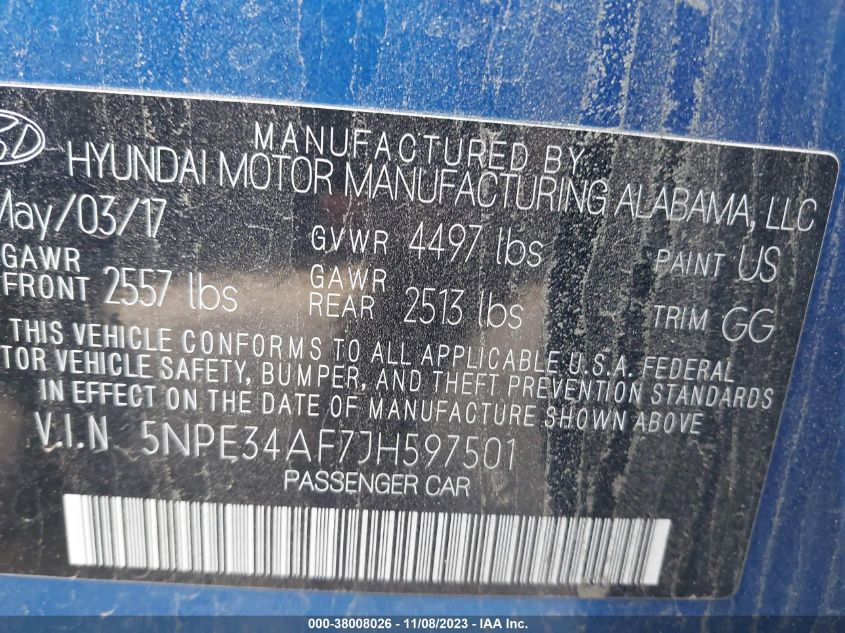 MANUFACTURED BY
HYUNDAI MOTOR MANUFACTURING ALABAMA, LLC
May/03/17 GVWR 4497 lbs PAINT US
GAWR FRONT 2557 lbs GAWR REAR 2513 lbs TRIM GG
THIS VEHICLE CONFORMS TO ALL APPLICABLE U.S.A. FEDERAL
TOR VEHICLE SAFETY, BUMPER, AND THEFT PREVENTION STANDARDS
IN EFFECT ON THE DATE OF MANUFACTURE SHOWN ABOVE
V.I.N 5NPE34AF7JH597501
PASSENGER CAR
000-38008026 - 11/08/2023 - Copyright IAA, Inc.